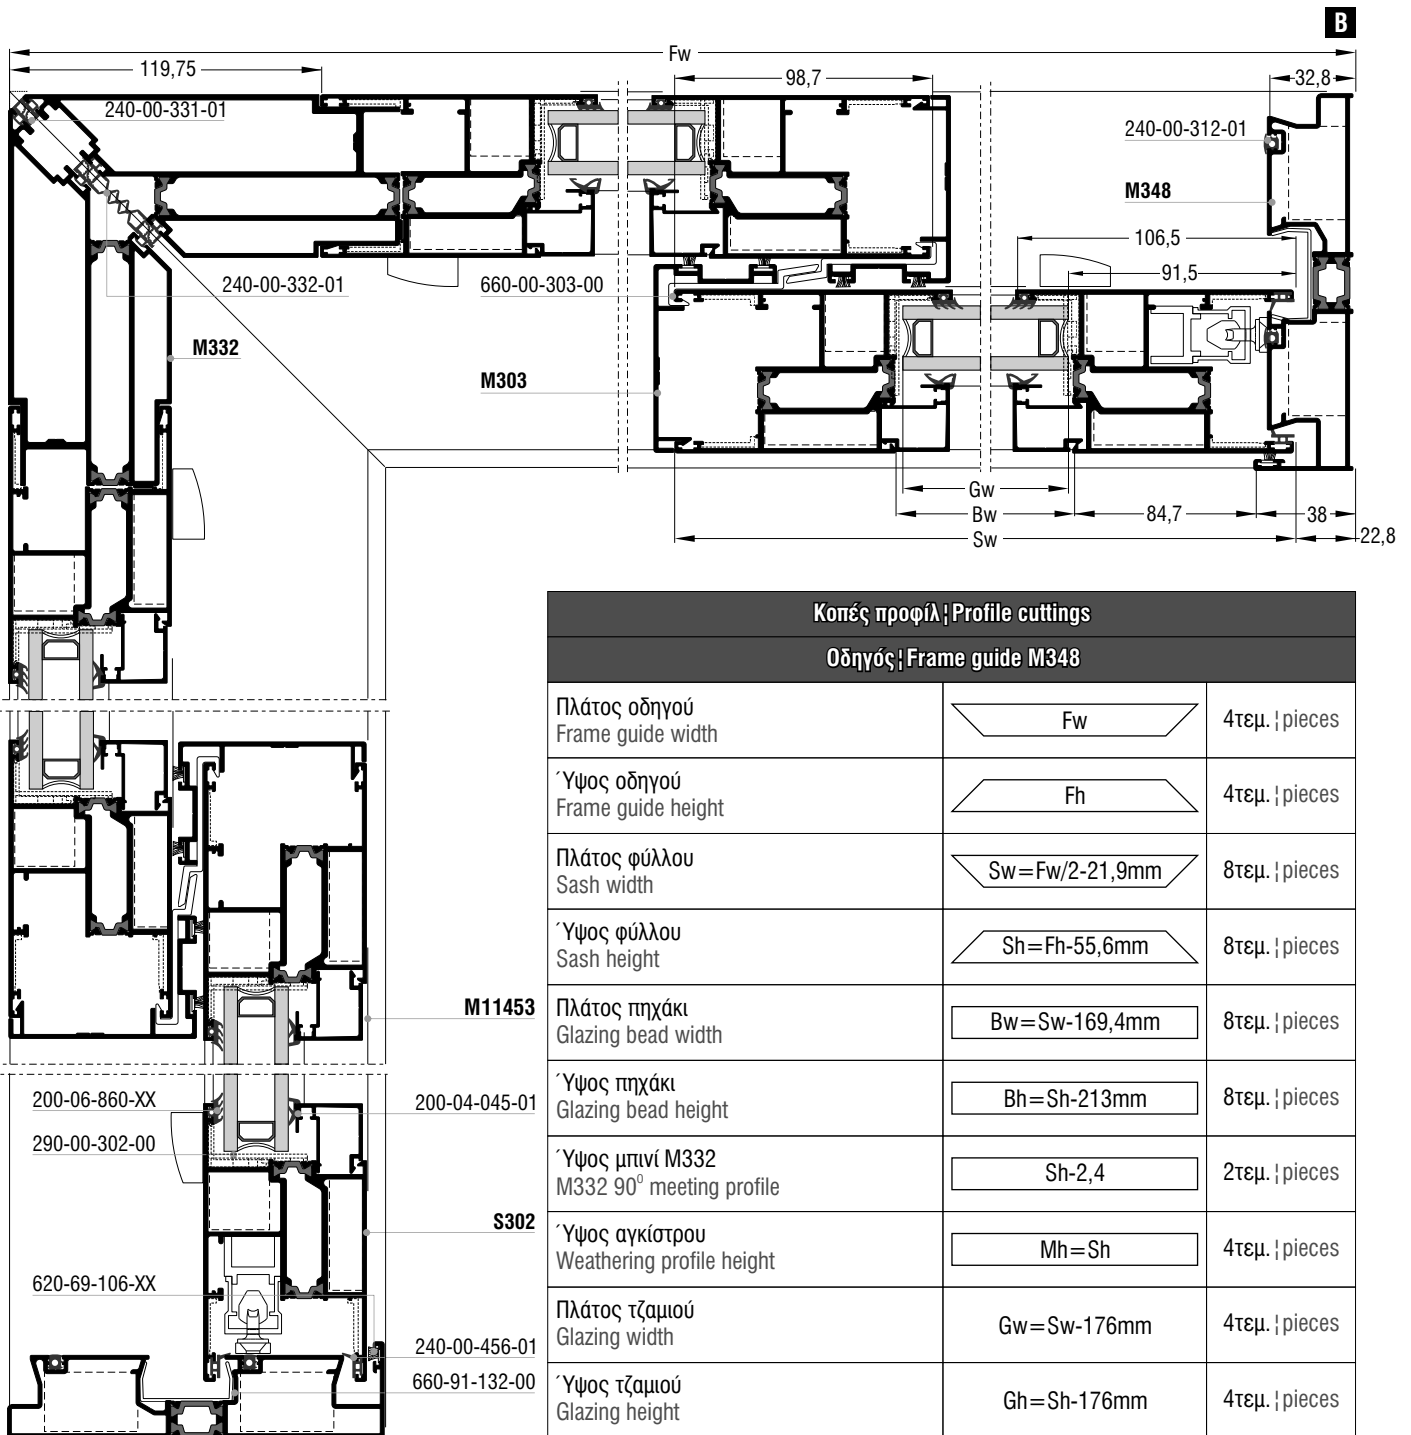 B
Fw
119,75
98,7
32,8
240-00-331-01
240-00-312-01
M348
106,5
91,5
240-00-332-01
660-00-303-00
M332
M303
Gw
Bw
84,7
38
Sw
22,8
Κοπές προφίλ ¦ Profile cuttings
Οδηγός ¦ Frame guide M348
Πλάτος οδηγού
Frame guide width
Fw
4τεμ. ¦ pieces
Ύψος οδηγού
Frame guide height
Fh
4τεμ. ¦ pieces
Πλάτος φύλλου
Sash width
Sw=Fw/2-21,9mm
8τεμ. ¦ pieces
Ύψος φύλλου
Sash height
Sh=Fh-55,6mm
8τεμ. ¦ pieces
Πλάτος πηχάκι
Glazing bead width
Bw=Sw-169,4mm
8τεμ. ¦ pieces
Ύψος πηχάκι
Glazing bead height
Bh=Sh-213mm
8τεμ. ¦ pieces
Ύψος μπινί M332
M332 90⁰ meeting profile
Sh-2,4
2τεμ. ¦ pieces
Ύψος αγκίστρου
Weathering profile height
Mh=Sh
4τεμ. ¦ pieces
Πλάτος τζαμιού
Glazing width
Gw=Sw-176mm
4τεμ. ¦ pieces
Ύψος τζαμιού
Glazing height
Gh=Sh-176mm
4τεμ. ¦ pieces
M11453
200-06-860-XX
200-04-045-01
290-00-302-00
S302
620-69-106-XX
240-00-456-01
660-91-132-00